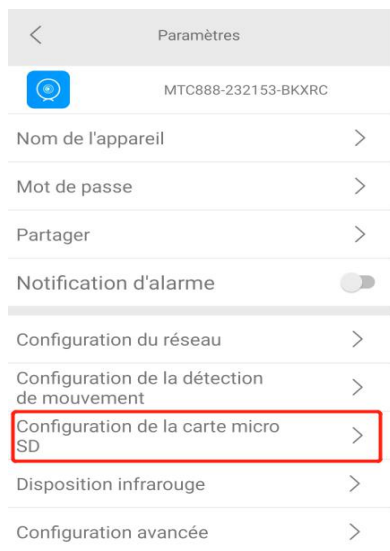 Paramètres
MTC888-232153-BKXRC
Nom de l'appareil
Mot de passe
Partager
Notification d'alarme
Configuration du réseau
Configuration de la détection
de mouvement
Configuration de la carte micro
SD
Disposition infrarouge
Configuration avancée